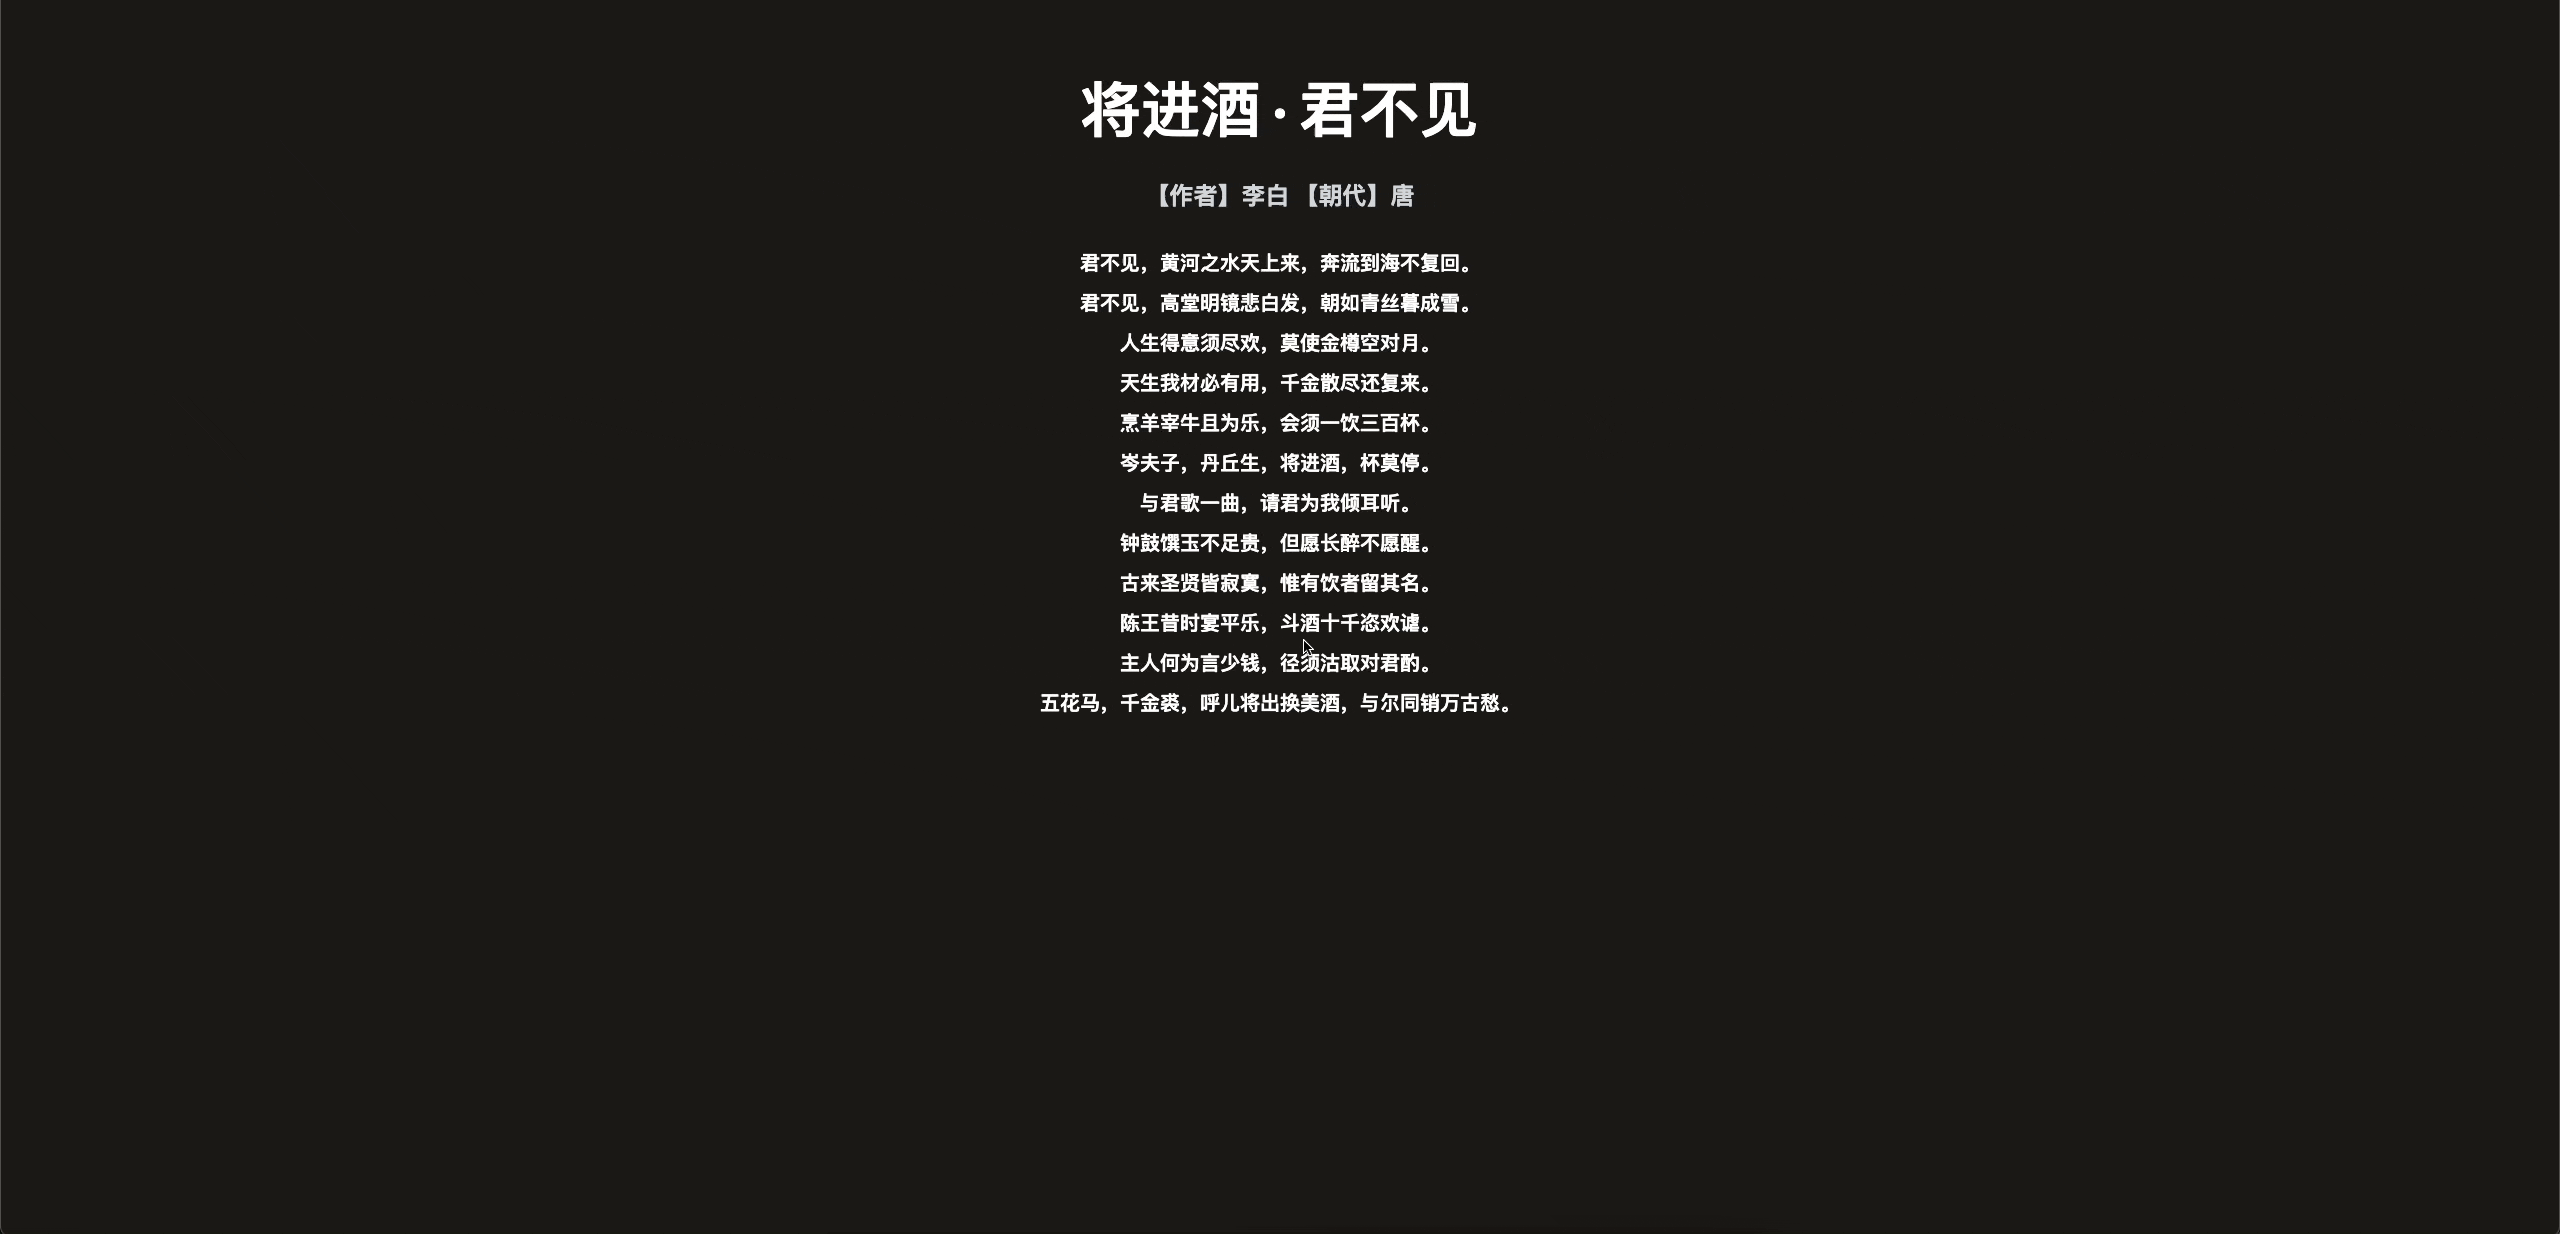 将进酒·君不见
【作者】李白 【朝代】唐
君不见，黄河之水天上来，奔流到海不复回。
君不见，高堂明镜悲白发，朝如青丝暮成雪。
人生得意须尽欢，莫使金樽空对月。
天生我材必有用，千金散尽还复来。
烹羊宰牛且为乐，会须一饮三百杯。
岑夫子，丹丘生，将进酒，杯莫停。
与君歌一曲，请君为我倾耳听。
钟鼓馔玉不足贵，但愿长醉不愿醒。
古来圣贤皆寂寞，惟有饮者留其名。
陈王昔时宴平乐，斗酒十千恣欢谑。
主人何为言少钱，径须沽取对君酌。
五花马，千金裘，呼儿将出换美酒，与尔同销万古愁。